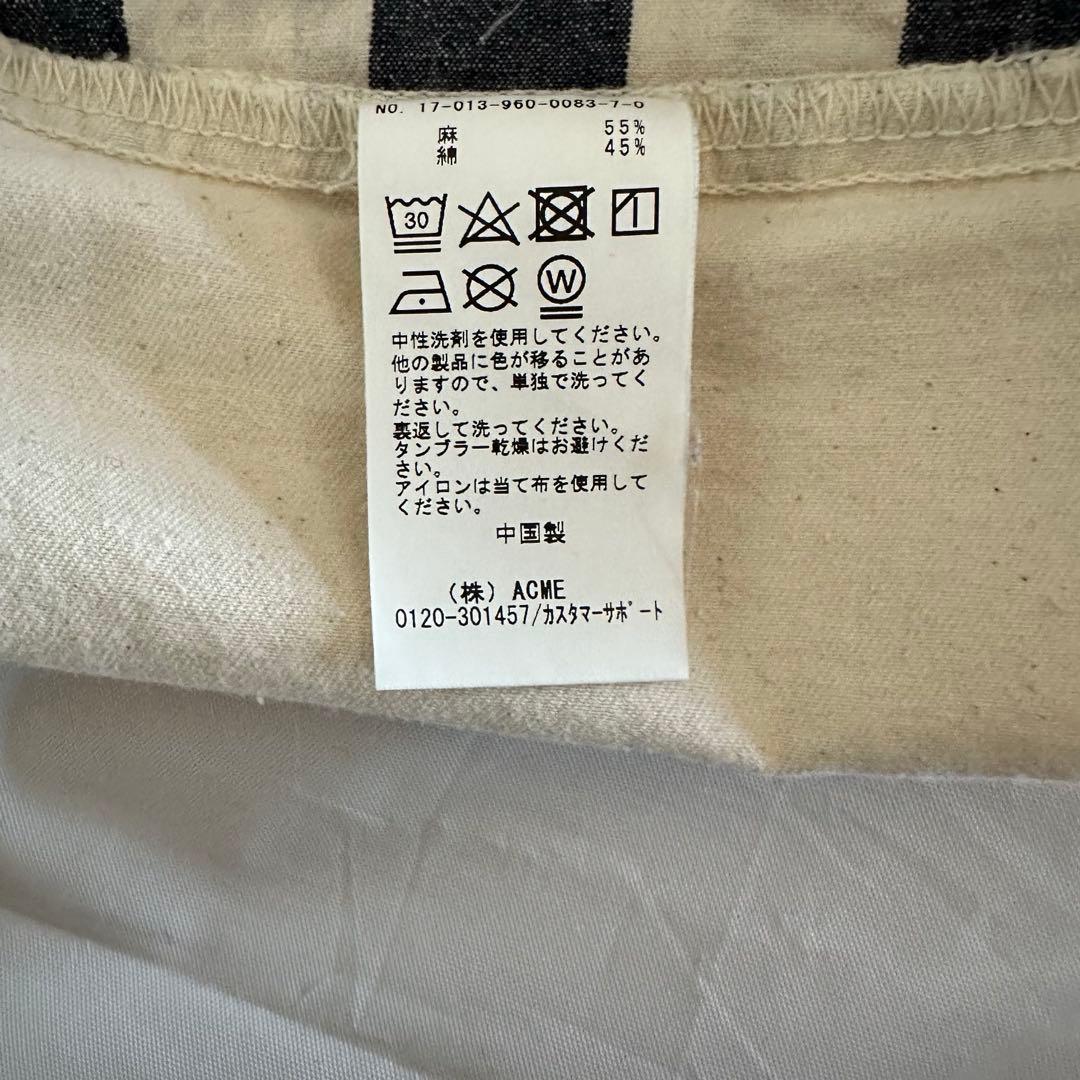 NO. 17-013-960-0083-7-0
麻 55%
綿 45%
30
W
中性洗剤を使用してください。
他の製品に色が移ることがあ
りますので、単独で洗ってく
ださい。
裏返して洗ってください。
タンブラー乾燥はお避けくだ
さい。
アイロンは当て布を使用して
ください。
中国製
(株) ACME
0120-301457/カスタマーサポート